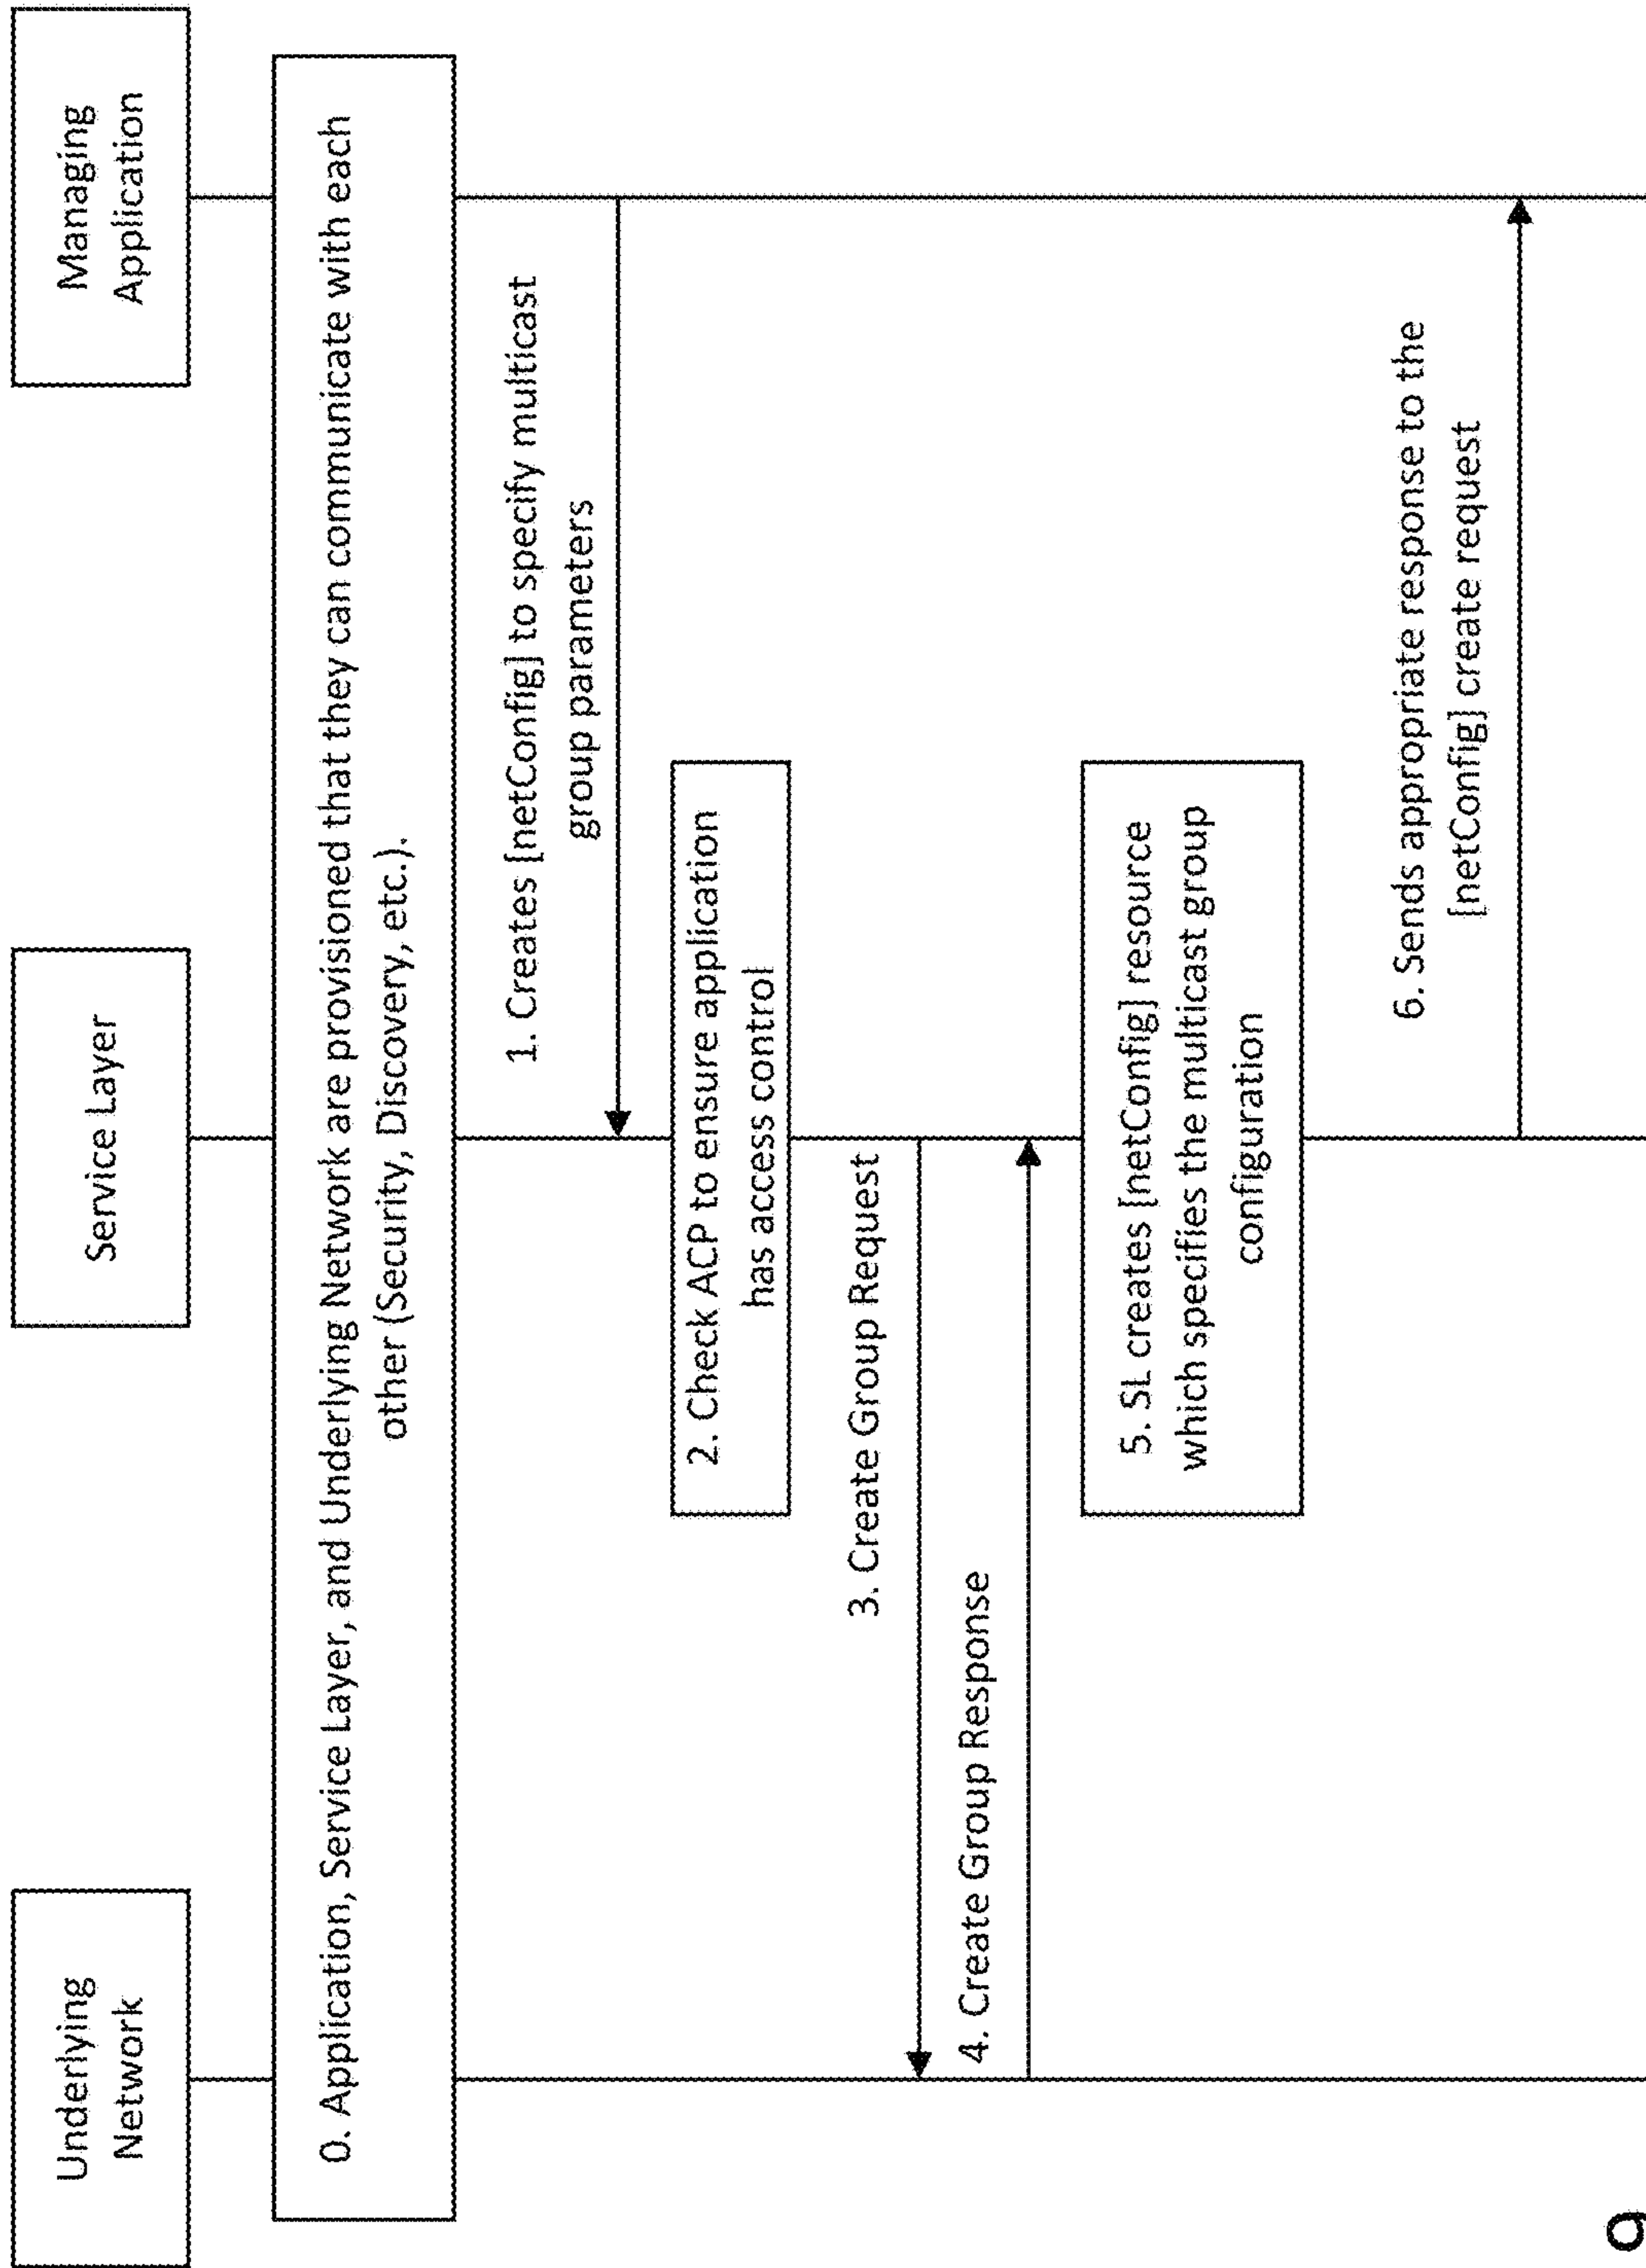 Underlying
Network
Service Layer
Managing
Application
0. Application, Service Layer, and Underlying Network are provisioned that they can communicate with each
other (Security, Discovery, etc.).
1. Creates [netConfig] to specify multicast
group parameters
2. Check ACP to ensure application
has access control
3. Create Group Request
4. Create Group Response
5. SL creates [netConfig] resource
which specifies the multicast group
configuration
6. Sends appropriate response to the
[netConfig] create request